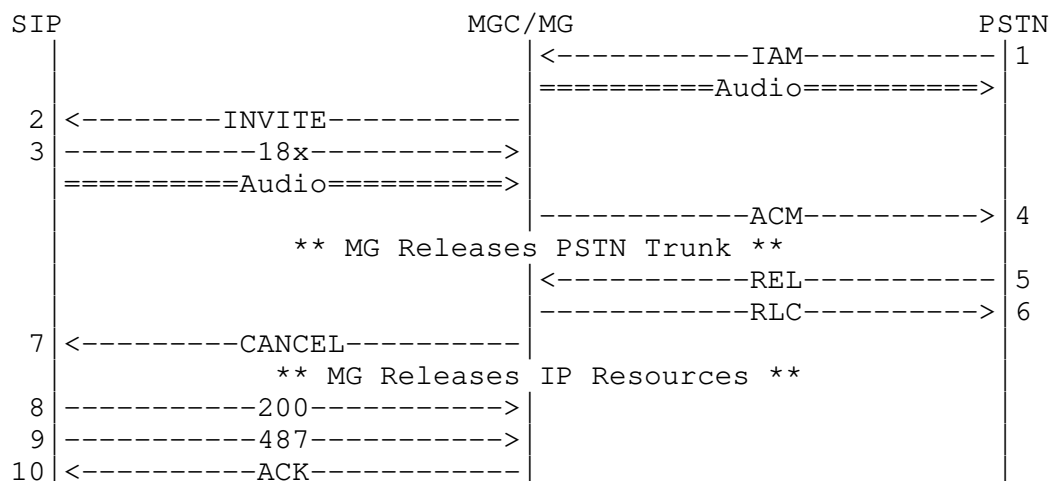 SIP                       MGC/MG                       PSTN
  |                          |<-----------IAM-----------|1
  |                          |==========Audio==========>|
 2|<--------INVITE-----------|                          |
 3|-----------18x----------->|                          |
  |==========Audio==========>|                          |
  |                          |------------ACM---------->|4
  |             ** MG Releases PSTN Trunk **            |
  |                          |<-----------REL-----------|5
  |                          |------------RLC---------->|6
 7|<---------CANCEL----------|                          |
  |            ** MG Releases IP Resources **           |
 8|-----------200----------->|                          |
 9|-----------487----------->|                          |
10|<----------ACK------------|                          |